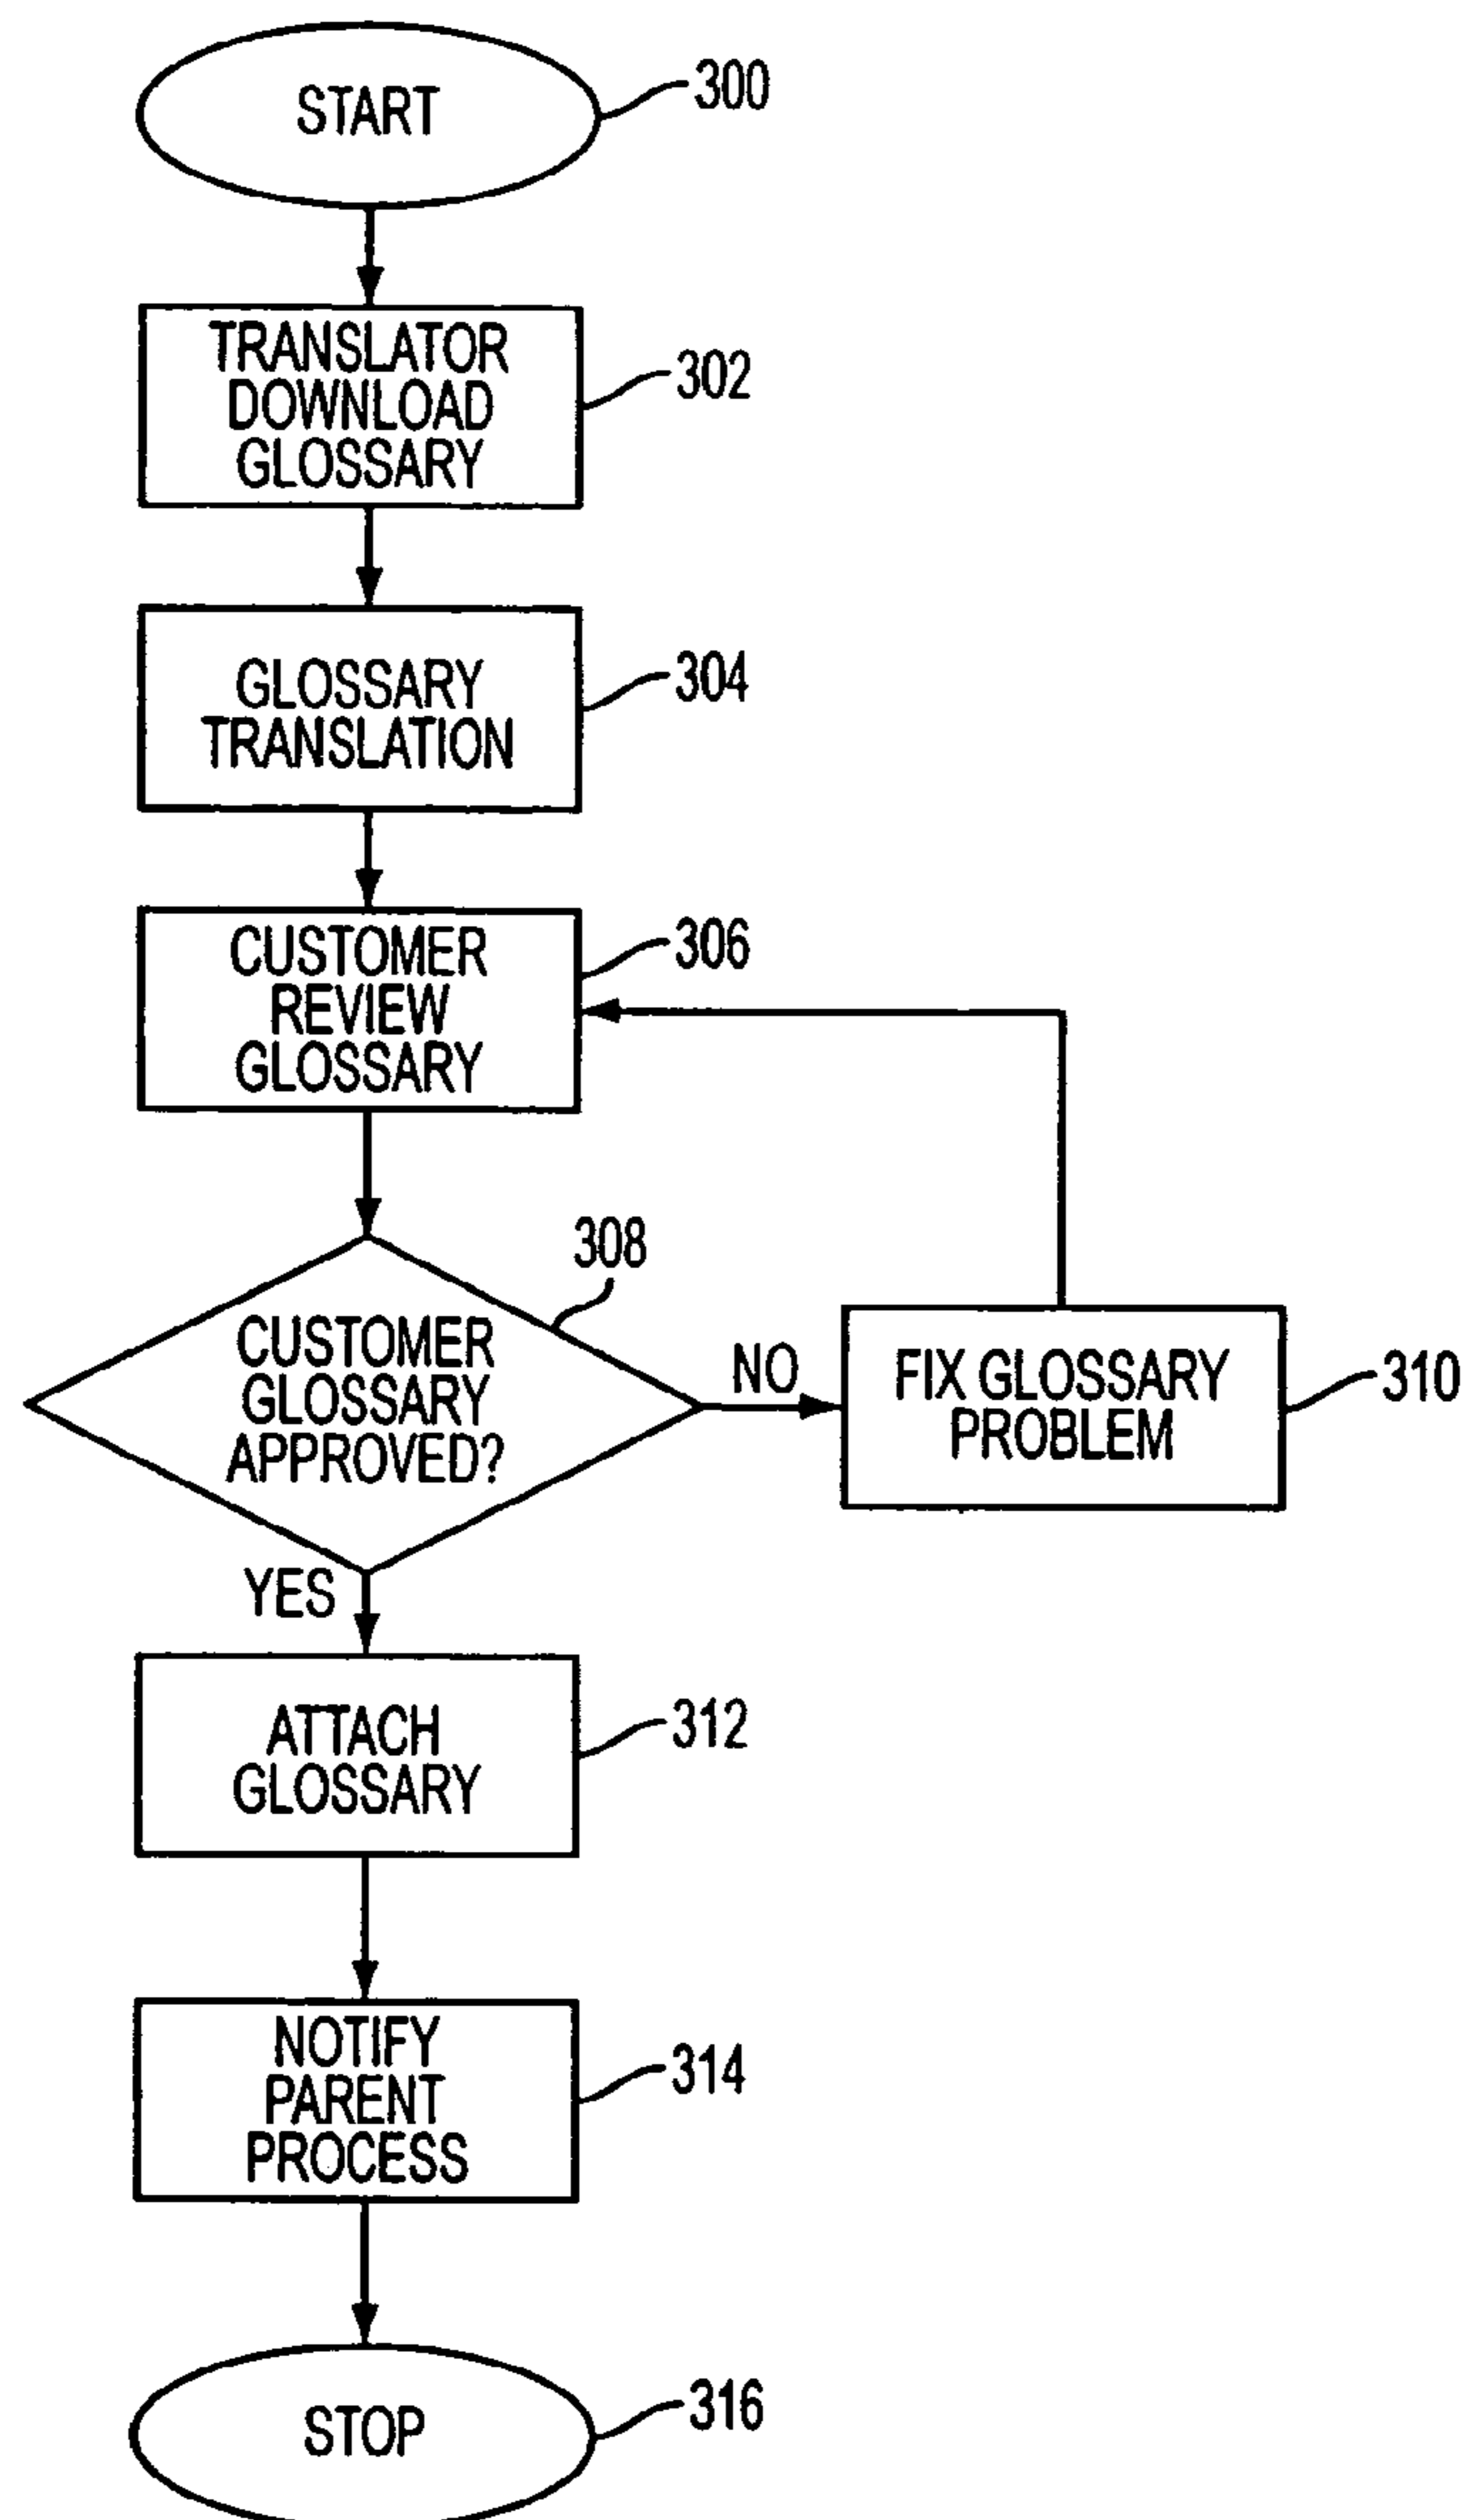 START
300
TRANSLATOR
DOWNLOAD
GLOSSARY
302
GLOSSARY
TRANSLATION
304
CUSTOMER
REVIEW
GLOSSARY
306
308
CUSTOMER
GLOSSARY
APPROVED?
NO
FIX GLOSSARY
PROBLEM
310
YES
ATTACH
GLOSSARY
312
NOTIFY
PARENT
PROCESS
314
STOP
316